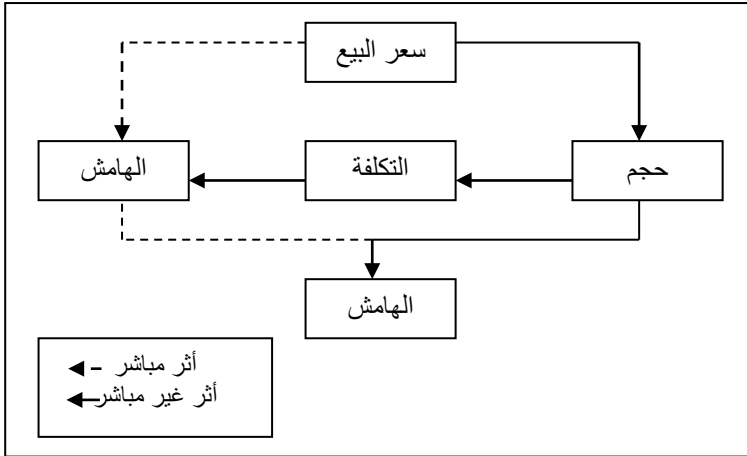 سعر البيع
الهامش
التكلفة
حجم
الهامش
أثر مباشر -
أثر غير مباشر